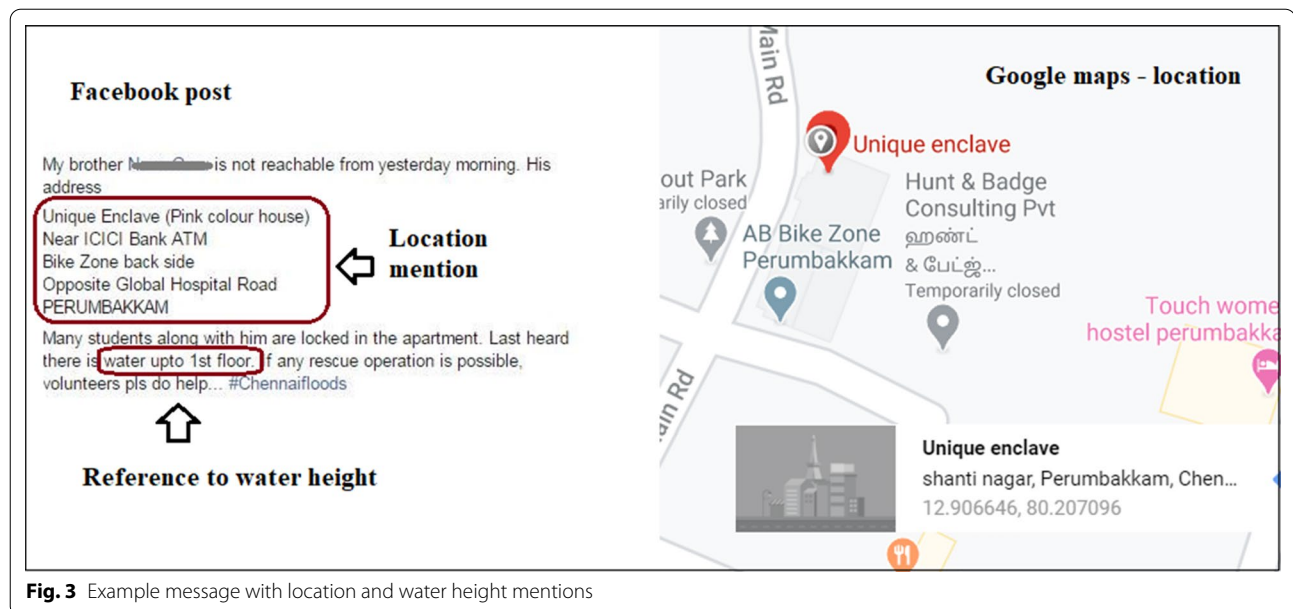 Facebook post
My brother is not reachable from yesterday morning. His
address
Unique Enclave (Pink colour house)
Near ICICI Bank ATM
Bike Zone back side
Opposite Global Hospital Road
PERUMBAKKAM
Location
mention
Many students along with him are locked in the apartment. Last heard
there is water upto 1st floor. If any rescue operation is possible,
volunteers pls do help... #Chennaifloods
Reference to water height
Google maps - location
Main Rd
Unique enclave
out Park
arily closed
Hunt & Badge
Consulting Pvt
ஹண்ட்
& பேட்ஜ்...
Temporarily closed
AB Bike Zone
Perumbakkam
Touch wome
hostel perumbakka
ain Rd
Unique enclave
shanti nagar, Perumbakkam, Chen...
12.906646, 80.207096
Fig. 3 Example message with location and water height mentions